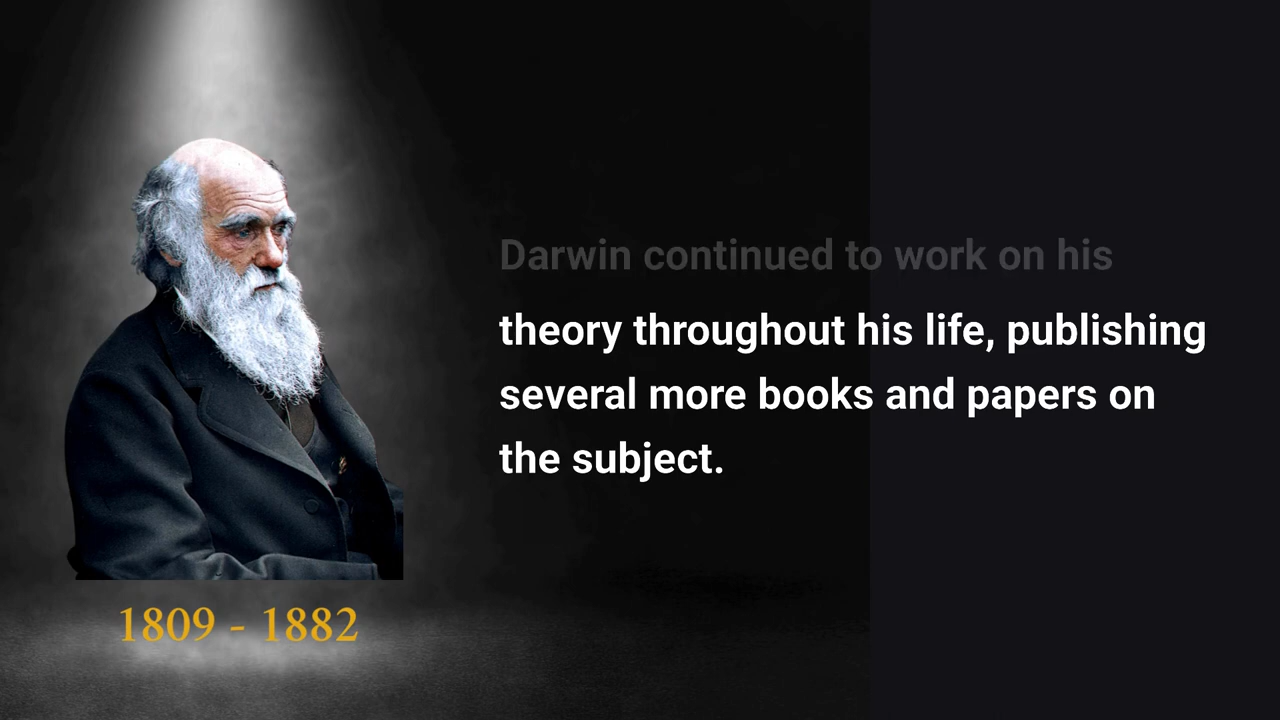 Darwin continued to work on his
theory throughout his life, publishing
several more books and papers on
the subject.
1809 - 1882